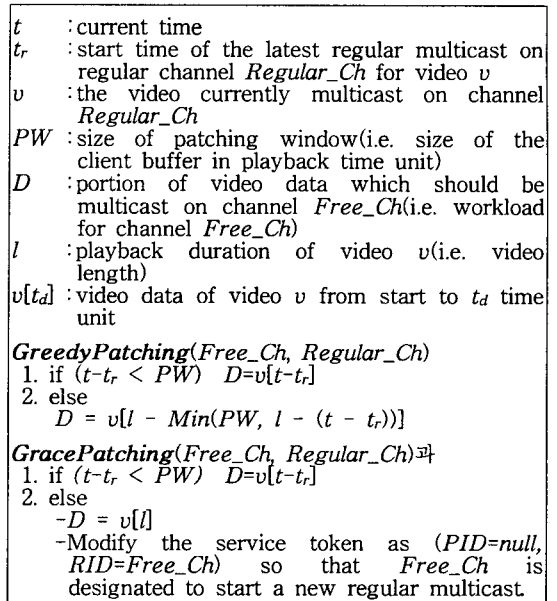 t : current time
tr : start time of the latest regular multicast on
regular channel Regular_Ch for video υ
υ : the video currently multicast on channel
Regular_Ch
PW : size of patching window(i.e. size of the
client buffer in playback time unit)
D : portion of video data which should be
multicast on channel Free_Ch(i.e. workload
for channel Free_Ch)
l : playback duration of video υ(i.e. video
length)
υ[td] : video data of video υ from start to td time
unit
GreedyPatching(Free_Ch, Regular_Ch)
1. if (t-tr < PW) D=υ[t-tr]
2. else
D = υ[l - Min(PW, l - (t - tr))]
GracePatching(Free_Ch, Regular_Ch)과
1. if (t-tr < PW) D=υ[t-tr]
2. else
-D = υ[l]
-Modify the service token as (PID=null,
RID=Free_Ch) so that Free_Ch is
designated to start a new regular multicast.